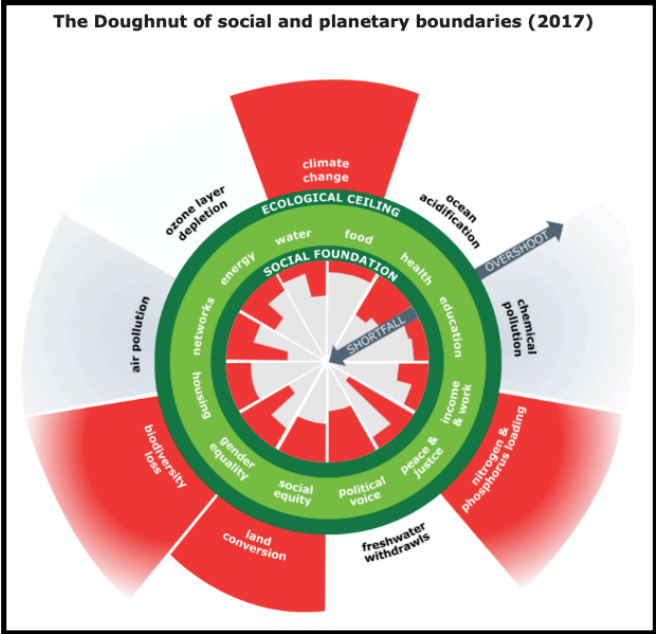 The Doughnut of social and planetary boundaries (2017)
climate
change
ozone layer
depletion
ocean
acidification
ECOLOGICAL CEILING
OVERSHOOT
water
food
energy
health
SOCIAL FOUNDATION
networks
education
SHORTFALL
air pollution
chemical
pollution
housing
income
& work
gender
equality
peace &
justice
social
equity
political
voice
biodiversity
loss
nitrogen &
phosphorus loading
land
conversion
freshwater
withdrawls